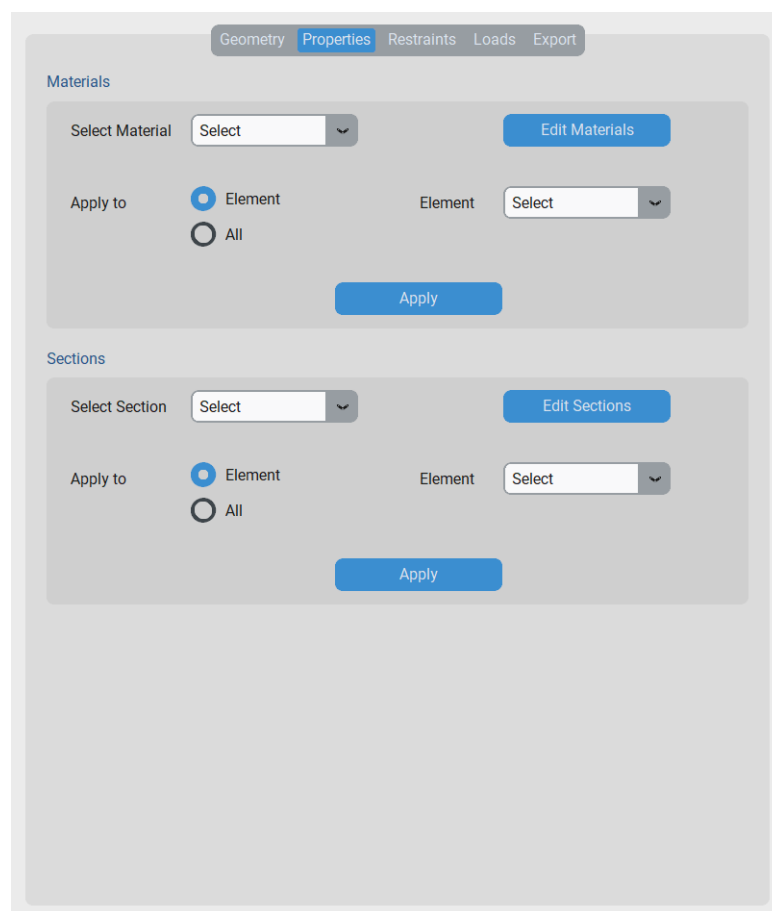 Geometry Properties Restraints Loads Export
Materials
Select Material Select Edit Materials
Apply to Element Element Select
All
Apply
Sections
Select Section Select Edit Sections
Apply to Element Element Select
All
Apply